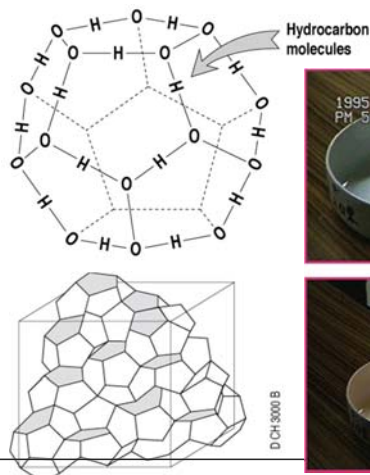 O
H H
O O Hydrocarbon
O H O molecules
H H
H
O H O
1995
PM 5
H H
O O
O H H O
O
H H
O H O H O
D CH 3000 B